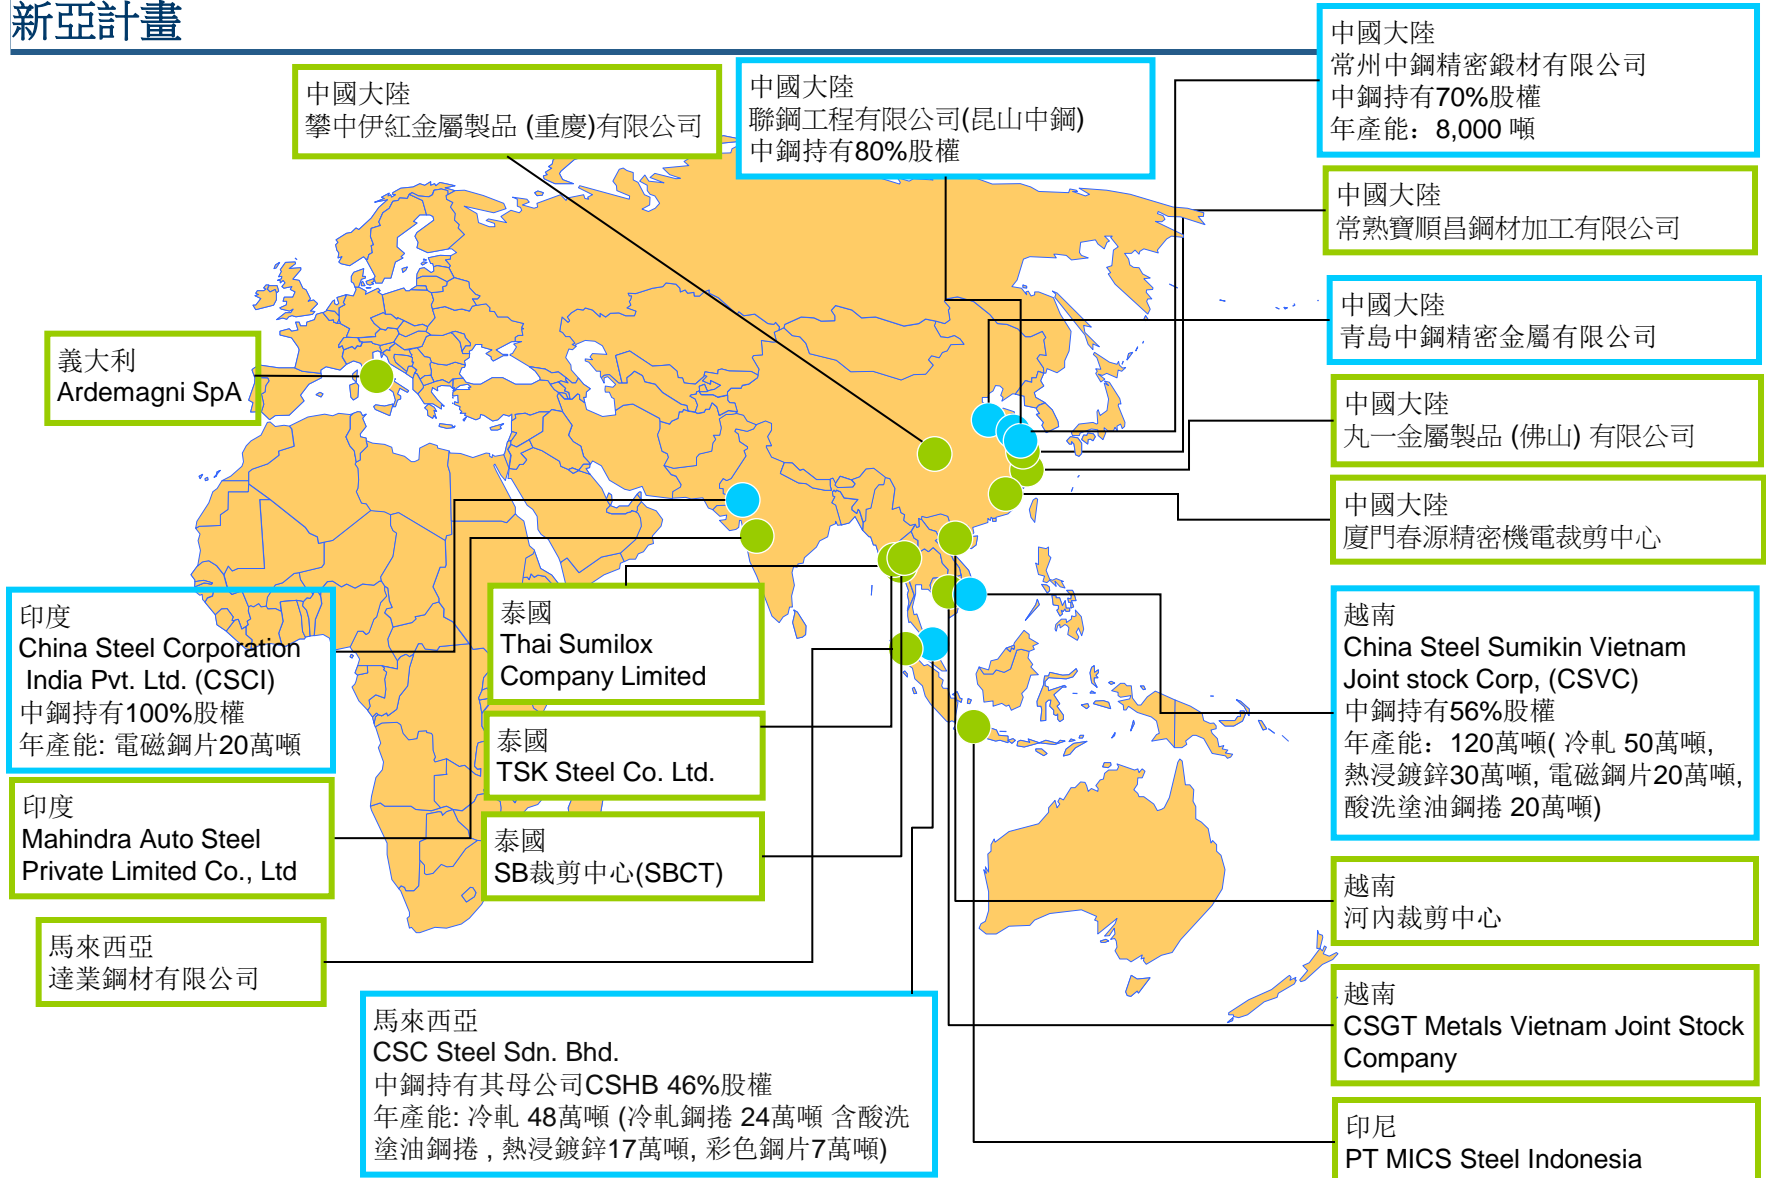 新亞計畫
中國大陸
攀中伊紅金屬製品 (重慶)有限公司
中國大陸
聯鋼工程有限公司(昆山中鋼)
中鋼持有80%股權
中國大陸
常州中鋼精密鍛材有限公司
中鋼持有70%股權
年產能：8,000 噸
中國大陸
常熟寶順昌鋼材加工有限公司
中國大陸
青島中鋼精密金屬有限公司
中國大陸
丸一金屬製品 (佛山) 有限公司
中國大陸
廈門春源精密機電裁剪中心
義大利
Ardemagni SpA
印度
China Steel Corporation
India Pvt. Ltd. (CSCI)
中鋼持有100%股權
年產能: 電磁鋼片20萬噸
印度
Mahindra Auto Steel
Private Limited Co., Ltd
馬來西亞
達業鋼材有限公司
泰國
Thai Sumilox
Company Limited
泰國
TSK Steel Co. Ltd.
泰國
SB裁剪中心(SBCT)
馬來西亞
CSC Steel Sdn. Bhd.
中鋼持有其母公司CSHB 46%股權
年產能: 冷軋 48萬噸 (冷軋鋼捲 24萬噸 含酸洗
塗油鋼捲 , 熱浸鍍鋅17萬噸, 彩色鋼片7萬噸)
越南
China Steel Sumikin Vietnam
Joint stock Corp, (CSVC)
中鋼持有56%股權
年產能：120萬噸( 冷軋 50萬噸,
熱浸鍍鋅30萬噸, 電磁鋼片20萬噸,
酸洗塗油鋼捲 20萬噸)
越南
河內裁剪中心
越南
CSGT Metals Vietnam Joint Stock
Company
印尼
PT MICS Steel Indonesia